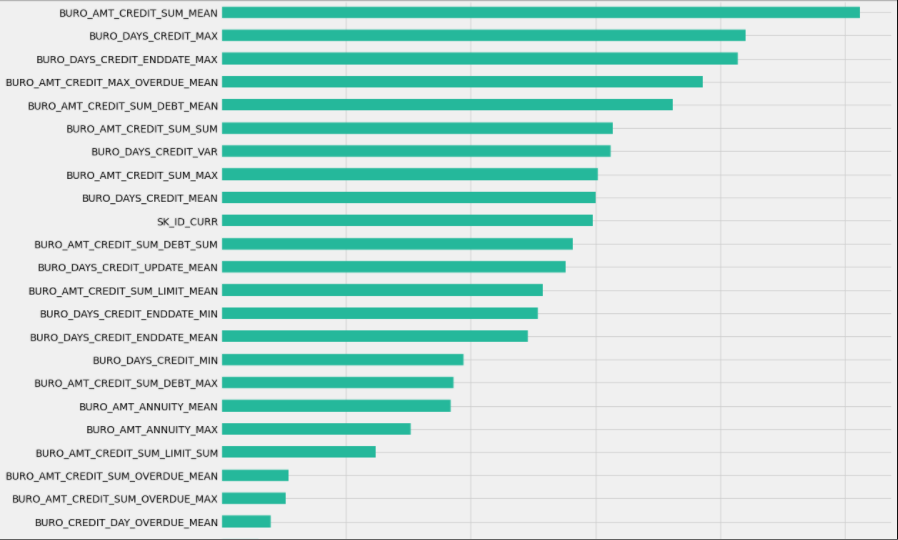 BURO_AMT_CREDIT_SUM_MEAN
BURO_DAYS_CREDIT_MAX
BURO_DAYS_CREDIT_ENDDATE_MAX
BURO_AMT_CREDIT_MAX_OVERDUE_MEAN
BURO_AMT_CREDIT_SUM_DEBT_MEAN
BURO_AMT_CREDIT_SUM_SUM
BURO_DAYS_CREDIT_VAR
BURO_AMT_CREDIT_SUM_MAX
BURO_DAYS_CREDIT_MEAN
SK_ID_CURR
BURO_AMT_CREDIT_SUM_DEBT_SUM
BURO_DAYS_CREDIT_UPDATE_MEAN
BURO_AMT_CREDIT_SUM_LIMIT_MEAN
BURO_DAYS_CREDIT_ENDDATE_MIN
BURO_DAYS_CREDIT_ENDDATE_MEAN
BURO_DAYS_CREDIT_MIN
BURO_AMT_CREDIT_SUM_DEBT_MAX
BURO_AMT_ANNUITY_MEAN
BURO_AMT_ANNUITY_MAX
BURO_AMT_CREDIT_SUM_LIMIT_SUM
BURO_AMT_CREDIT_SUM_OVERDUE_MEAN
BURO_AMT_CREDIT_SUM_OVERDUE_MAX
BURO_CREDIT_DAY_OVERDUE_MEAN